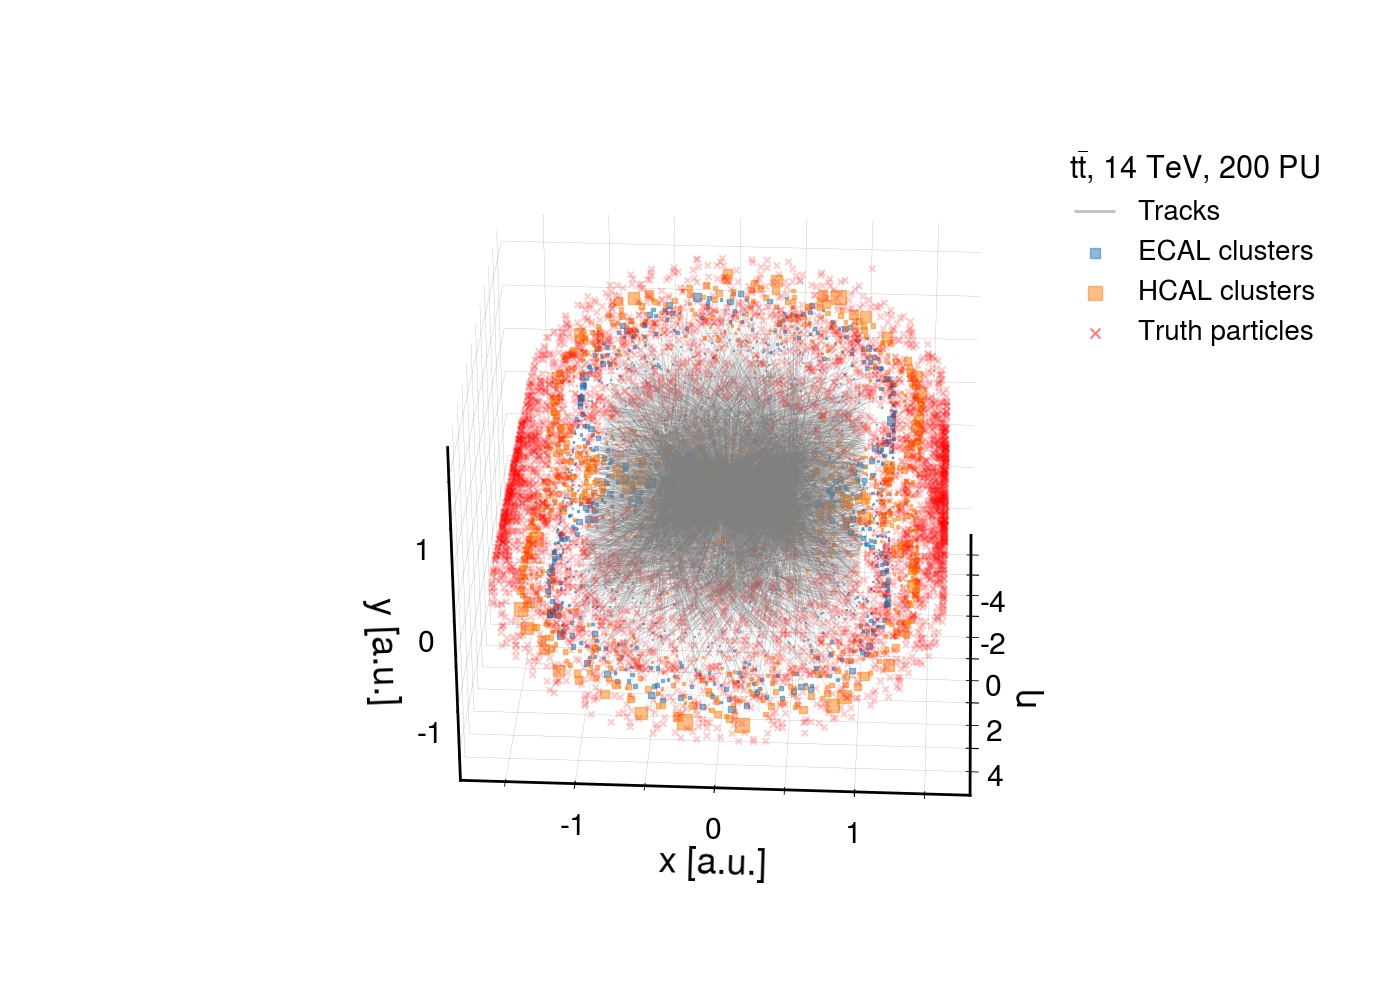 tt̄, 14 TeV, 200 PU
Tracks
ECAL clusters
HCAL clusters
Truth particles
1
0
-1
y [a.u.]
-4
-2
0
2
4
η
-1
0
1
x [a.u.]